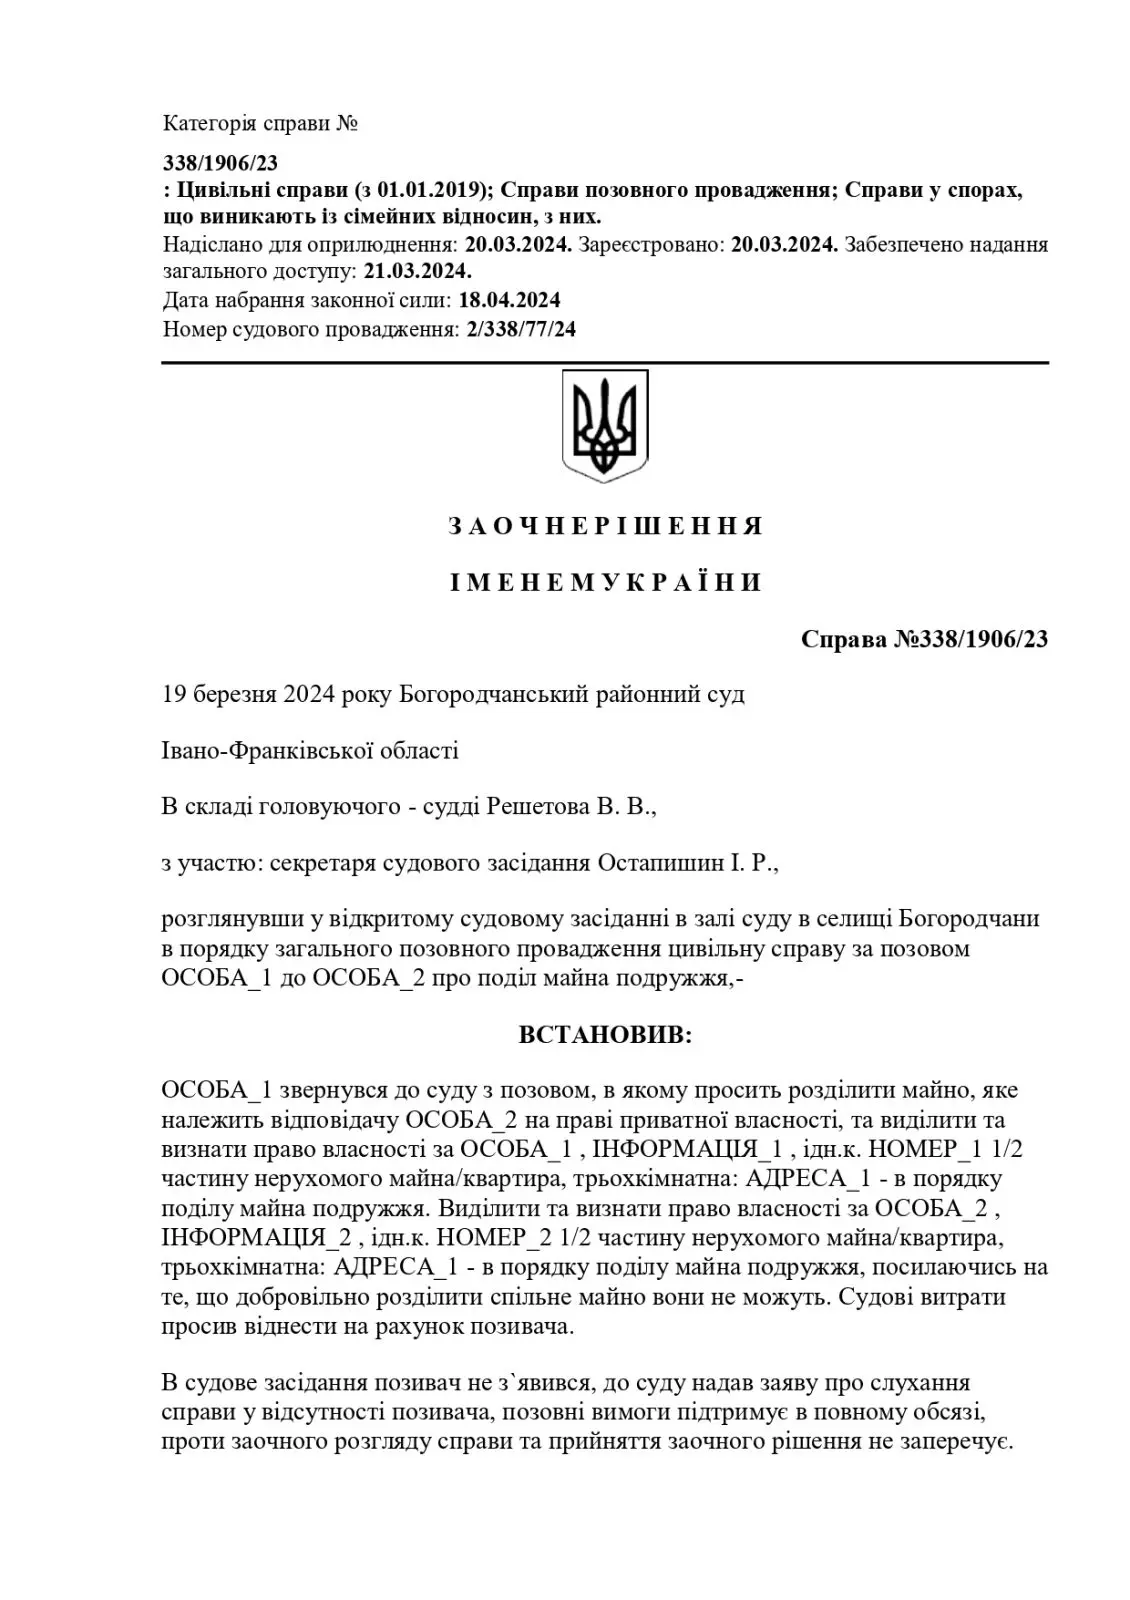 Категорія справи №
338/1906/23
: Цивільні справи (з 01.01.2019); Справи позовного провадження; Справи у спорах,
що виникають із сімейних відносин, з них.
Надіслано для оприлюднення: 20.03.2024. Зареєстровано: 20.03.2024. Забезпечено надання
загального доступу: 21.03.2024.
Дата набрання законної сили: 18.04.2024
Номер судового провадження: 2/338/77/24
З А О Ч Н Е Р І Ш Е Н Н Я
І М Е Н Е М У К Р А Ї Н И
Справа №338/1906/23
19 березня 2024 року Богородчанський районний суд
Івано-Франківської області
В складі головуючого - судді Решетова В. В.,
з участю: секретаря судового засідання Остапишин І. Р.,
розглянувши у відкритому судовому засіданні в залі суду в селищі Богородчани
в порядку загального позовного провадження цивільну справу за позовом
ОСОБА_1 до ОСОБА_2 про поділ майна подружжя,-
ВСТАНОВИВ:
ОСОБА_1 звернувся до суду з позовом, в якому просить розділити майно, яке
належить відповідачу ОСОБА_2 на праві приватної власності, та виділити та
визнати право власності за ОСОБА_1 , ІНФОРМАЦІЯ_1 , ідн.к. НОМЕР_1 1/2
частину нерухомого майна/квартира, трьохкімнатна: АДРЕСА_1 - в порядку
поділу майна подружжя. Виділити та визнати право власності за ОСОБА_2 ,
ІНФОРМАЦІЯ_2 , ідн.к. НОМЕР_2 1/2 частину нерухомого майна/квартира,
трьохкімнатна: АДРЕСА_1 - в порядку поділу майна подружжя, посилаючись на
те, що добровільно розділити спільне майно вони не можуть. Судові витрати
просив віднести на рахунок позивача.
В судове засідання позивач не з`явився, до суду надав заяву про слухання
справи у відсутності позивача, позовні вимоги підтримує в повному обсязі,
проти заочного розгляду справи та прийняття заочного рішення не заперечує.